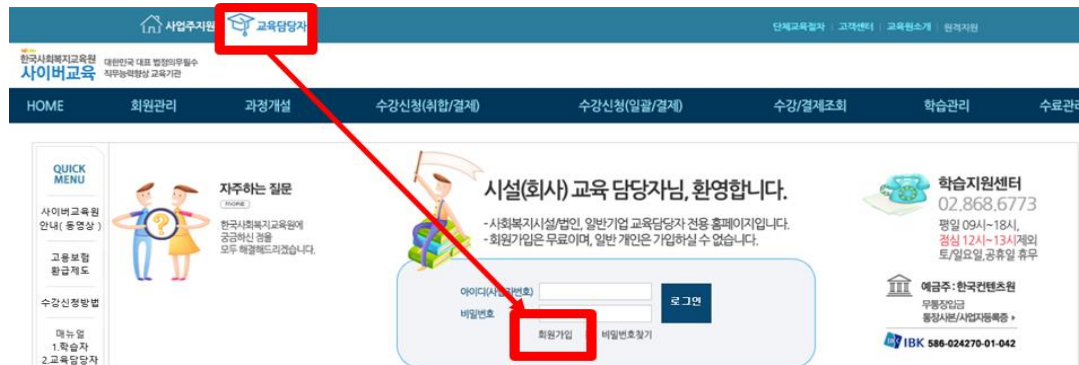 사업주지원
교육담당자
단체교육절차 고객센터 교육원소개 원격지원
한국사회복지교육원
사이버교육
대한민국 대표 법정의무필수
직무능력향상 교육기관
HOME 회원관리 과정개설 수강신청(취합/결제) 수강신청(일괄/결제) 수강/결제조회 학습관리 수료관리
QUICK
MENU
사이버교육원
안내( 동영상 )
고용보험
환급제도
수강신청방법
매뉴얼
1.학습자
2.교육담당자
자주하는 질문
more
한국사회복지교육원에
궁금하신 점을
모두 해결해드리겠습니다.
시설(회사) 교육 담당자님, 환영합니다.
-사회복지시설/법인, 일반기업 교육담당자 전용 홈페이지입니다.
-회원가입은 무료이며, 일반 개인은 가입하실 수 없습니다.
아이디(사업자번호)
비밀번호
로그인
회원가입
비밀번호찾기
학습지원센터
02.868.6773
평일 09시~18시,
점심 12시~13시제외
토/일요일,공휴일 휴무
예금주 : 한국컨텐츠원
무통장입금
통장사본/사업자등록증
IBK 586-024270-01-042